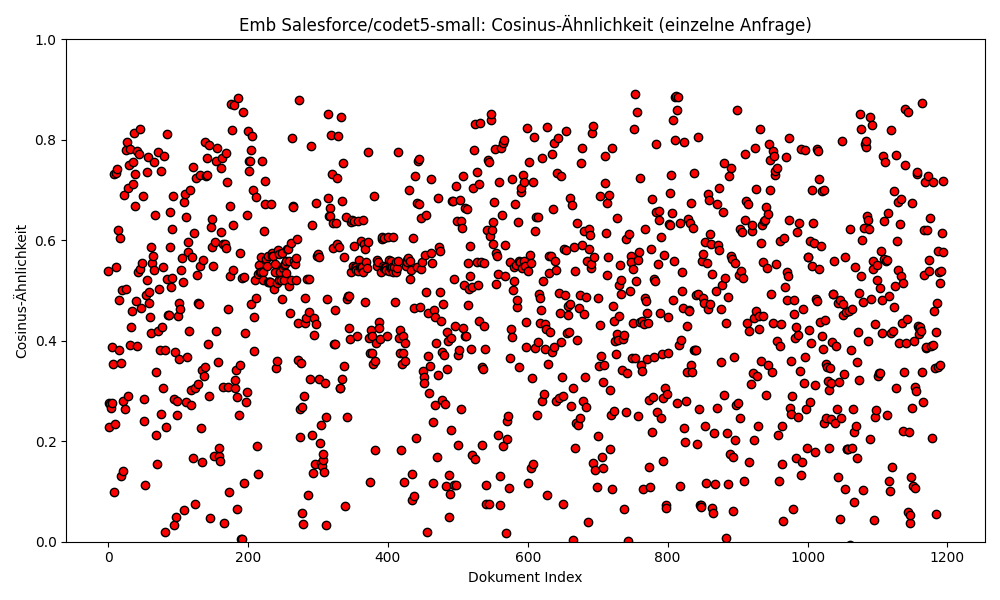 Emb Salesforce/codet5-small: Cosinus-Ähnlichkeit (einzelne Anfrage)
1.0
0.8
0.6
0.4
0.2
0.0
Cosinus-Ähnlichkeit
0 200 400 600 800 1000 1200
Dokument Index